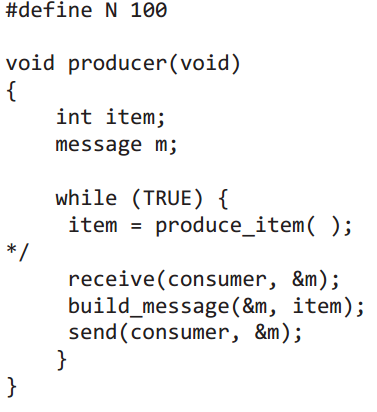 #define N 100
void producer(void)
{
int item;
message m;
while (TRUE) {
item = produce_item( );
*/
receive(consumer, &m);
build_message(&m, item);
send(consumer, &m);
}
}